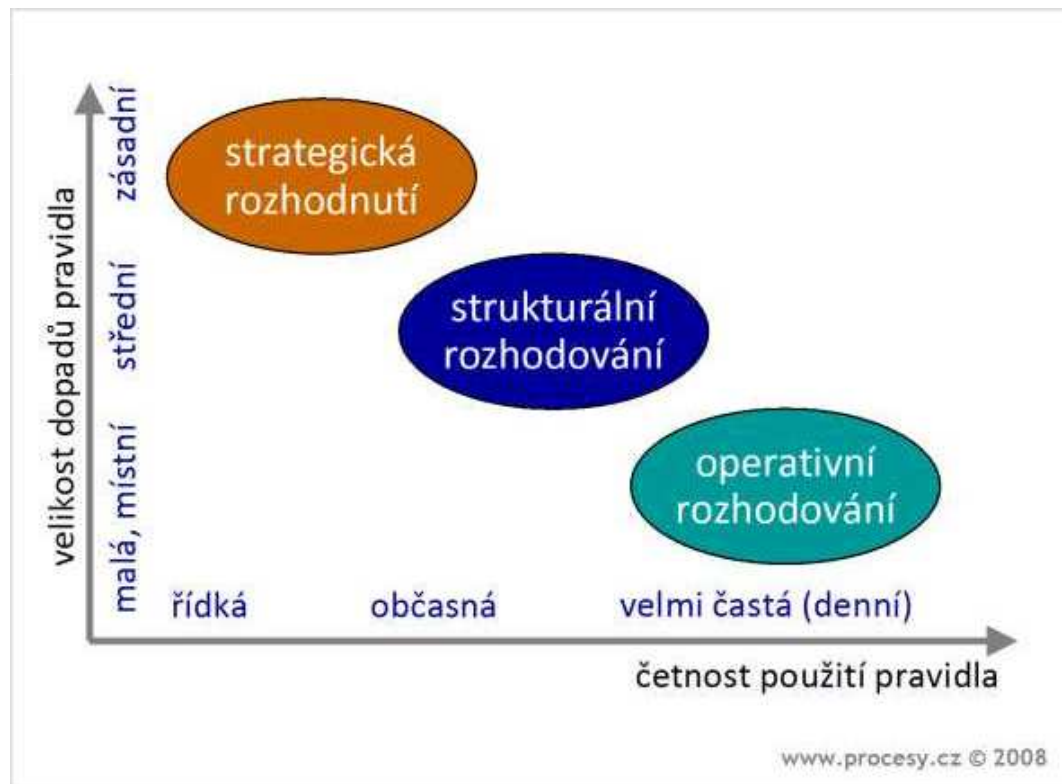 velikost dopadů pravidla
zásadní
střední
malá, místní
strategická
rozhodnutí
strukturální
rozhodování
operativní
rozhodování
řídká
občasná
velmi častá (denní)
četnost použití pravidla
www.procesy.cz © 2008